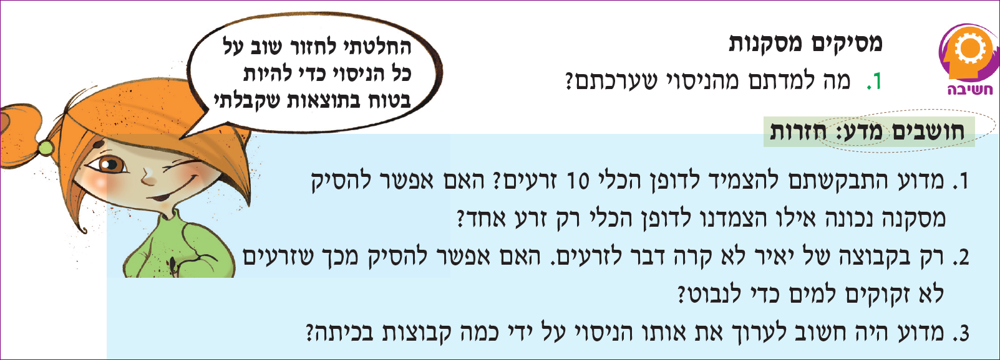 החלטתי לחזור שוב על
כל הניסוי כדי להיות
בטוח בתוצאות שקבלתי
חשיבה
מסיקים מסקנות
1. מה למדתם מהניסוי שערכתם?
חושבים מדע: חזרות
1. מדוע התבקשתם להצמיד לדופן הכלי 10 זרעים? האם אפשר להסיק
מסקנה נכונה אילו הצמדנו לדופן הכלי רק זרע אחד?
2. רק בקבוצה של יאיר לא קרה דבר לזרעים. האם אפשר להסיק מכך שזרעים
לא זקוקים למים כדי לנבוט?
3. מדוע היה חשוב לערוך את אותו הניסוי על ידי כמה קבוצות בכיתה?